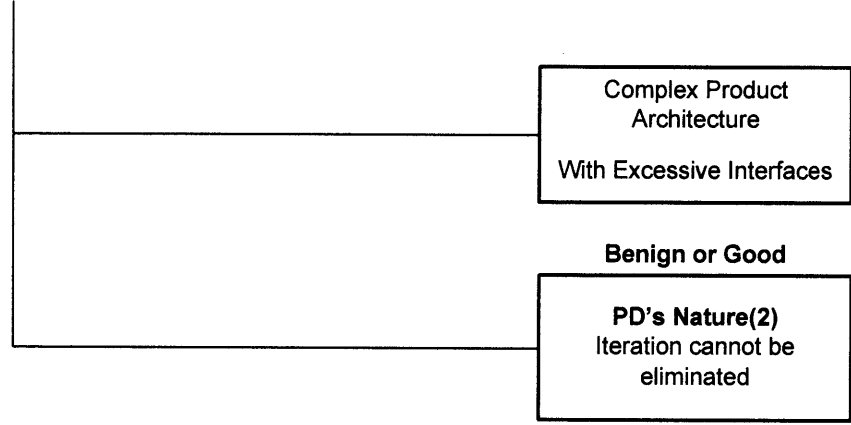 Complex Product
Architecture
With Excessive Interfaces
Benign or Good
PD's Nature(2)
Iteration cannot be
eliminated